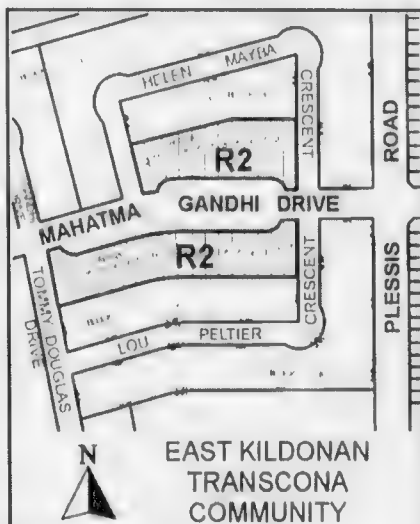 HELEN MAYBA
CRESCENT
ROAD
R2
MAHATMA GANDHI DRIVE
R2
TOMMY DOUGLAS
DRIVE
CRESCENT
PLESSIS
LOU PELTIER
N
EAST KILDONAN
TRANSCONA
COMMUNITY